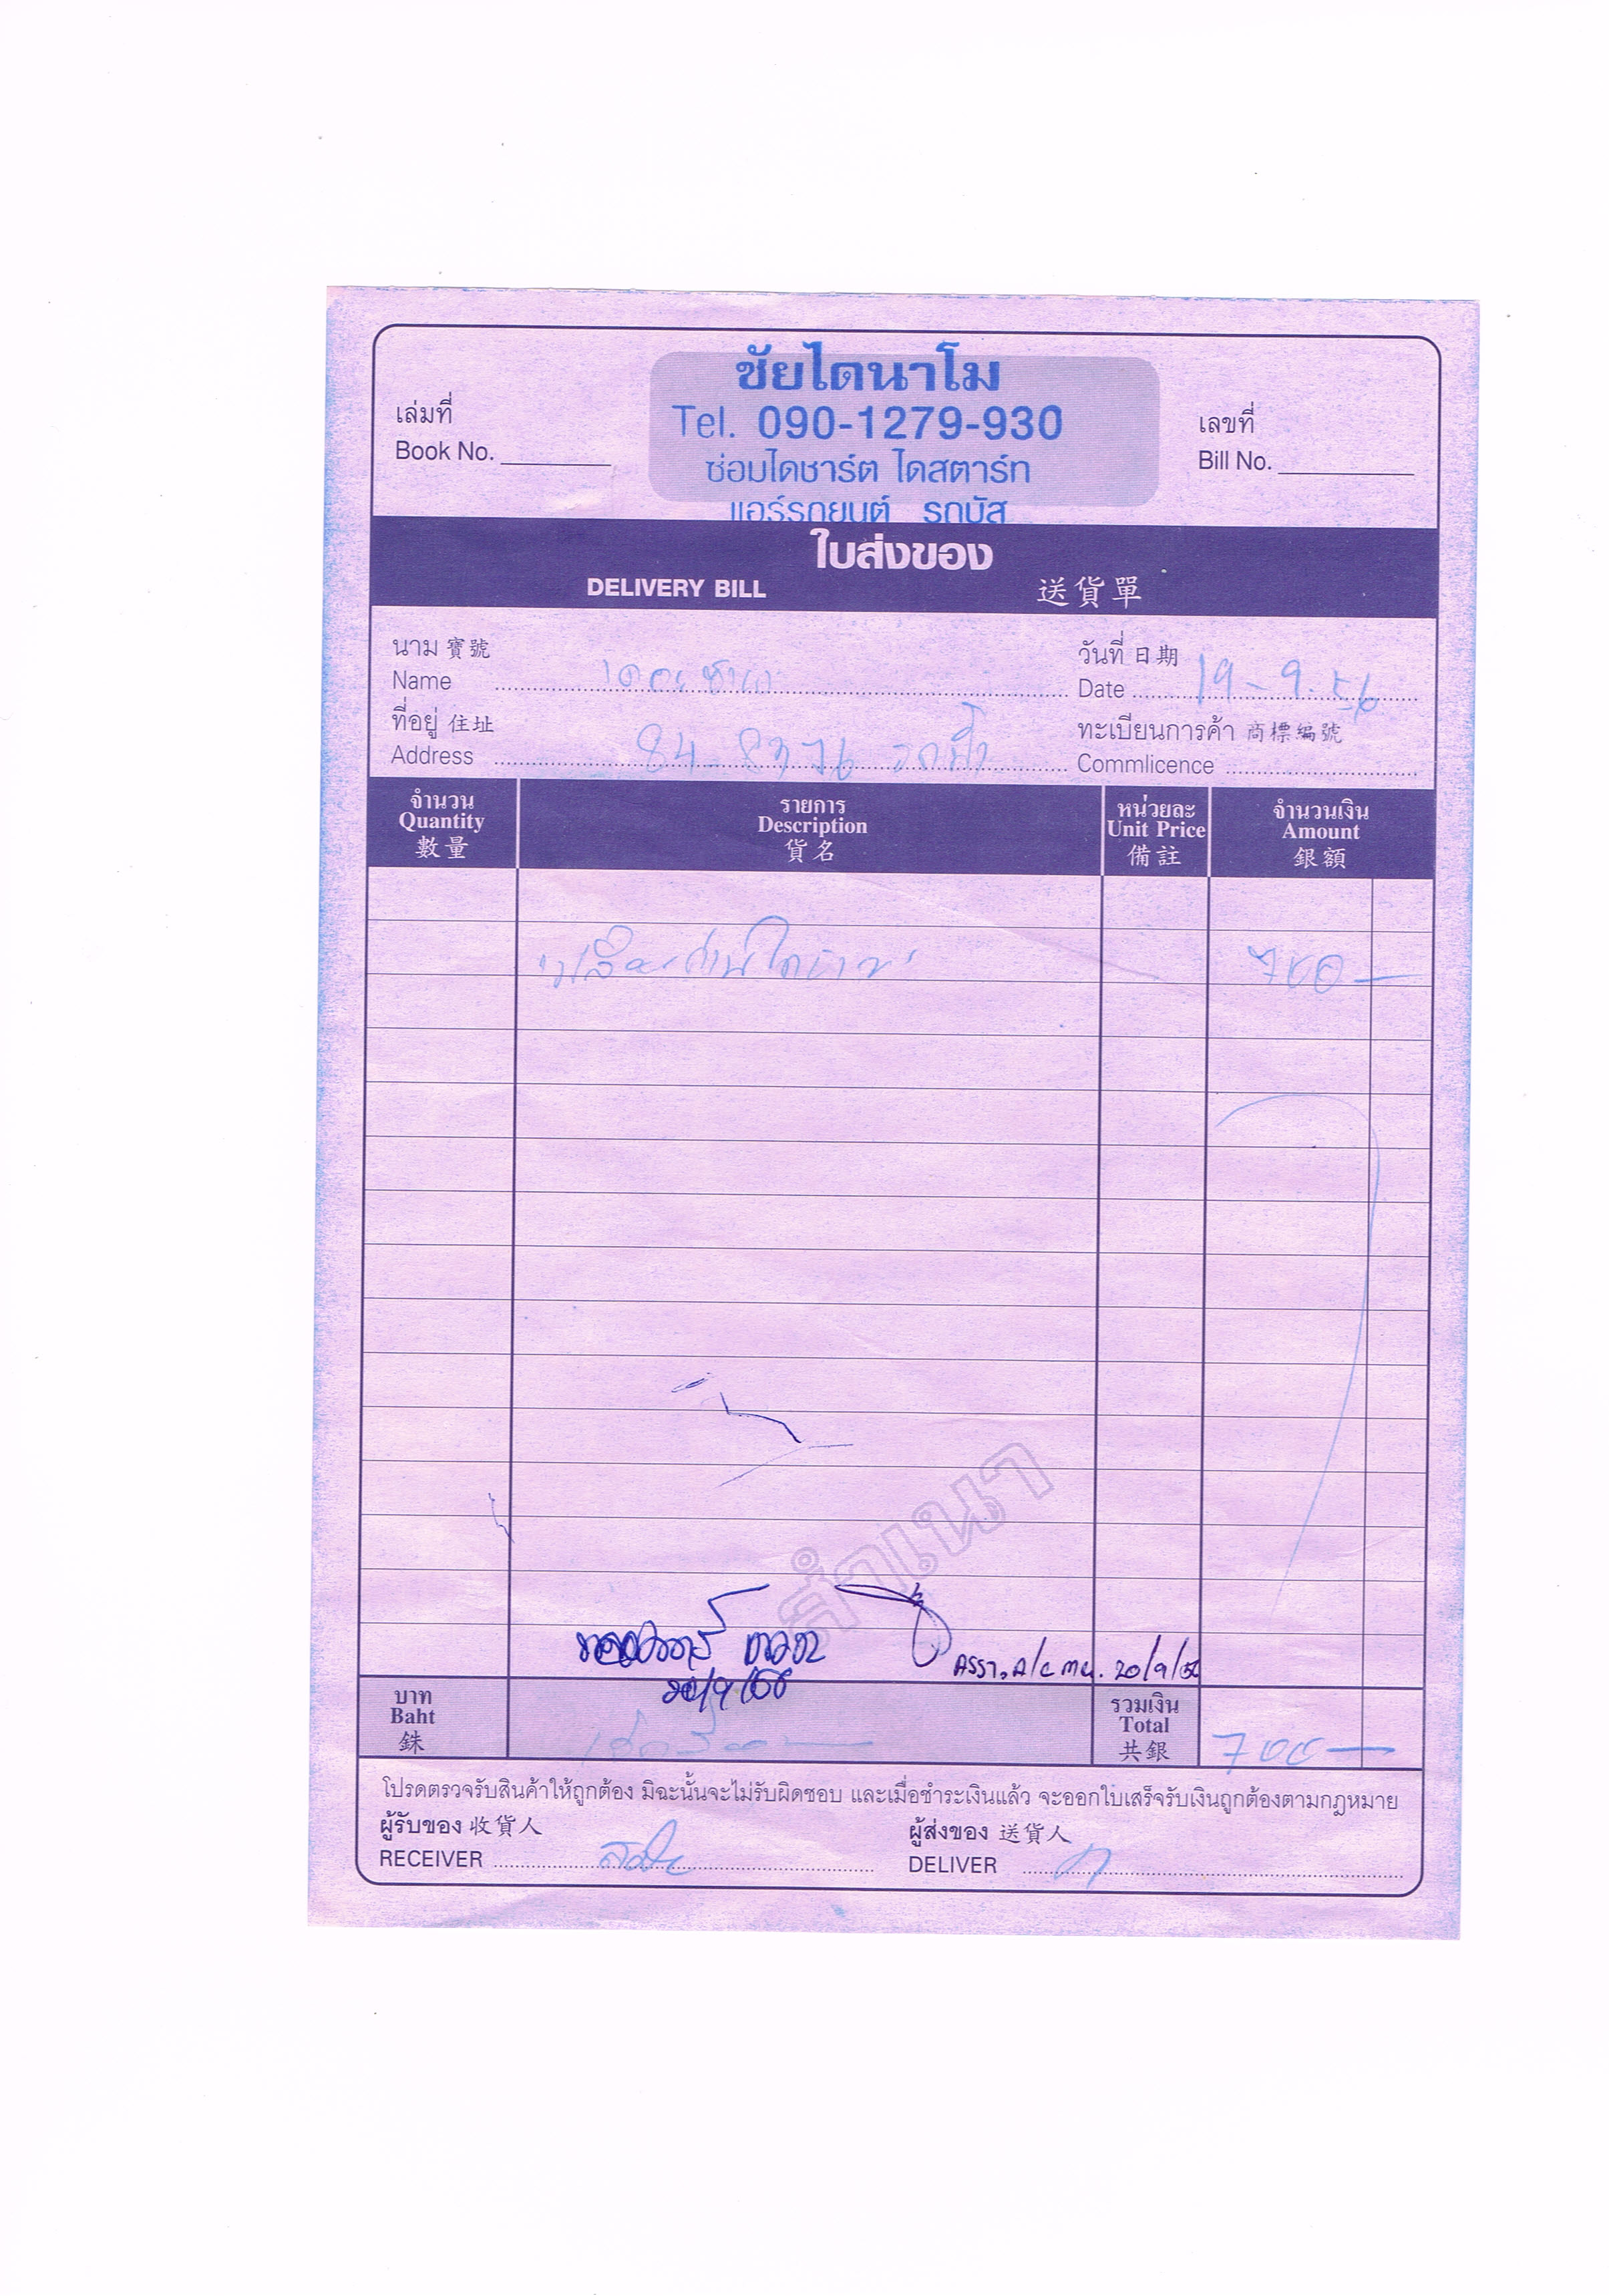 ชัยไดนาโม
เล่มที่
Book No.
Tel. 090-1279-930
เลขที่
Bill No.
ซ่อมไดชาร์ต ไดสตาร์ท
แอร์รถยนต์ รถบัส
ใบส่งของ
DELIVERY BILL 送貨單
นาม 寶號
Name
วันที่ 日期
Date 19-9-56
ที่อยู่ 住址
Address 84-8376
ทะเบียนการค้า 商標編號
Commlicence
จำนวน
Quantity
數量
รายการ
Description
貨名
หน่วยละ
Unit Price
備註
จำนวนเงิน
Amount
銀額
700 —
สำเนา
20/9/56
บาท
Baht
銖
รวมเงิน
Total
共銀
700 —
โปรดตรวจรับสินค้าให้ถูกต้อง มิฉะนั้นจะไม่รับผิดชอบ และเมื่อชำระเงินแล้ว จะออกใบเสร็จรับเงินถูกต้องตามกฎหมาย
ผู้รับของ 收貨人
RECEIVER
ผู้ส่งของ 送貨人
DELIVER